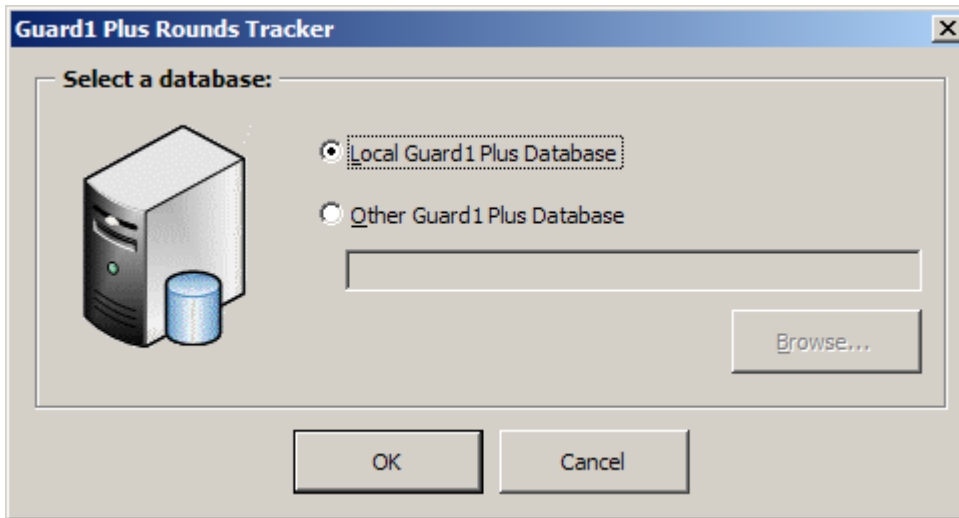 Guard1 Plus Rounds Tracker
Select a database:
Local Guard1 Plus Database
Other Guard1 Plus Database
Browse...
OK
Cancel